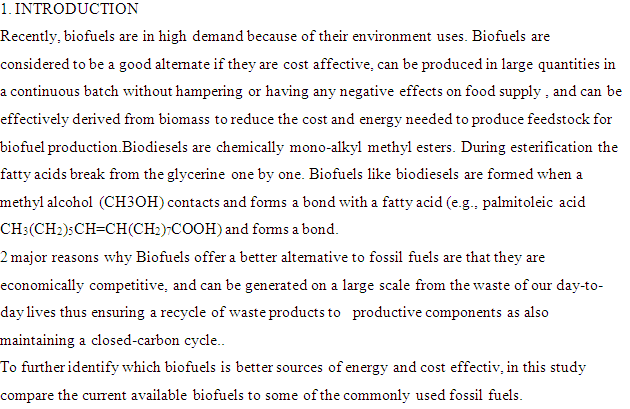 1. INTRODUCTION
Recently, biofuels are in high demand because of their environment uses. Biofuels are
considered to be a good alternate if they are cost affective, can be produced in large quantities in
a continuous batch without hampering or having any negative effects on food supply , and can be
effectively derived from biomass to reduce the cost and energy needed to produce feedstock for
biofuel production.Biodiesels are chemically mono-alkyl methyl esters. During esterification the
fatty acids break from the glycerine one by one. Biofuels like biodiesels are formed when a
methyl alcohol (CH3OH) contacts and forms a bond with a fatty acid (e.g., palmitoleic acid
CH3(CH2)5CH=CH(CH2)7COOH) and forms a bond.
2 major reasons why Biofuels offer a better alternative to fossil fuels are that they are
economically competitive, and can be generated on a large scale from the waste of our day-to-
day lives thus ensuring a recycle of waste products to productive components as also
maintaining a closed-carbon cycle..
To further identify which biofuels is better sources of energy and cost effectiv, in this study
compare the current available biofuels to some of the commonly used fossil fuels.